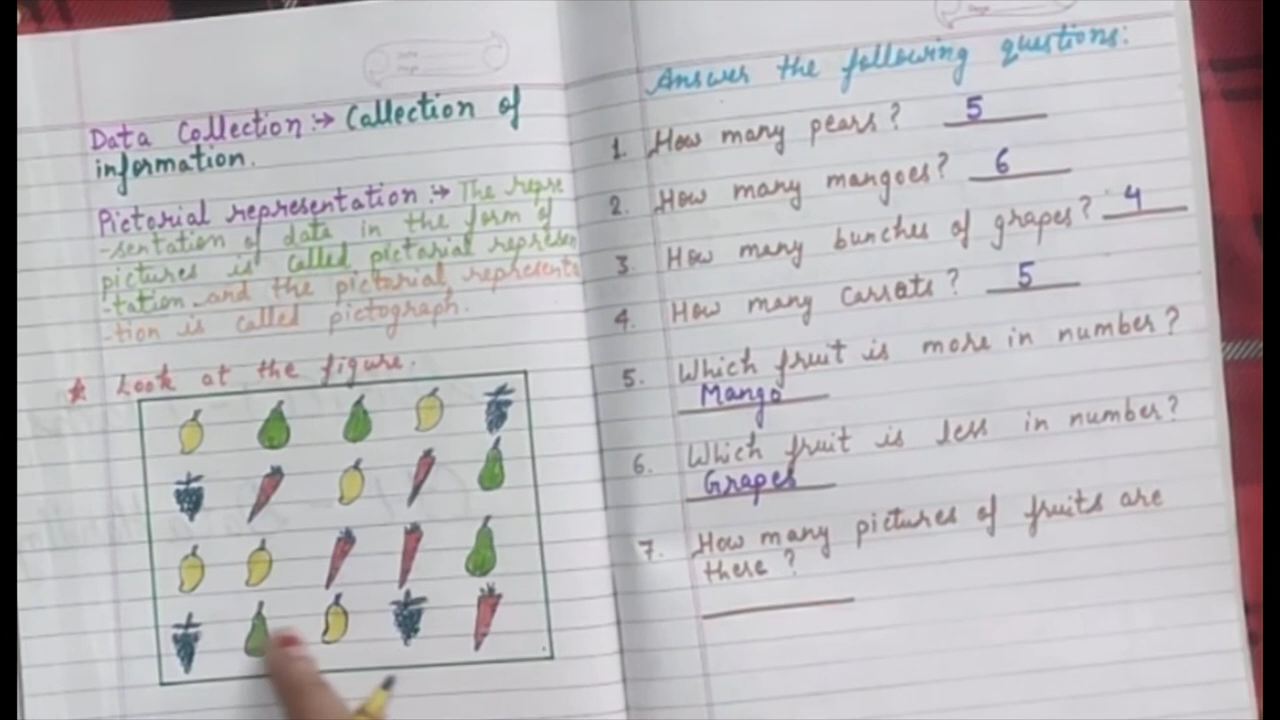 Data Collection:→ Collection of
information.
Pictorial representation:→ The repre
-sentation of data in the form of
pictures is called pictorial represen
-tation and the pictorial representa
-tion is called pictograph.
* Look at the figure.
Answer the following questions:
1. How many pears? 5
2. How many mangoes? 6
3. How many bunches of grapes? 4
4. How many carrots? 5
5. Which fruit is more in number?
Mango
6. Which fruit is less in number?
Grapes
7. How many pictures of fruits are
there?